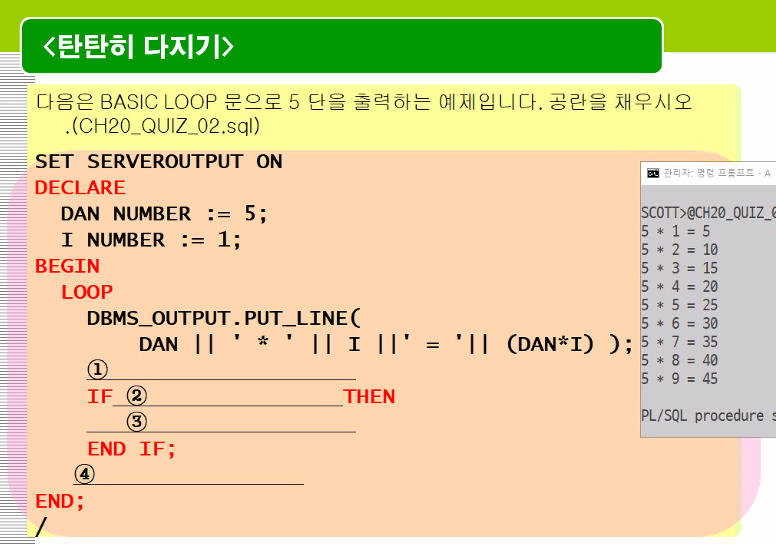 <탄탄히 다지기>
다음은 BASIC LOOP 문으로 5 단을 출력하는 예제입니다. 공란을 채우시오
.(CH20_QUIZ_02.sql)
SET SERVEROUTPUT ON
DECLARE
DAN NUMBER := 5;
I NUMBER := 1;
BEGIN
LOOP
DBMS_OUTPUT.PUT_LINE(
DAN || ' * ' || I ||' = '|| (DAN*I) );
①
IF ② THEN
③
END IF;
④
END;
/
관리자: 명령 프롬프트 - A
SCOTT>@CH20_QUIZ_0
5 * 1 = 5
5 * 2 = 10
5 * 3 = 15
5 * 4 = 20
5 * 5 = 25
5 * 6 = 30
5 * 7 = 35
5 * 8 = 40
5 * 9 = 45
PL/SQL procedure s